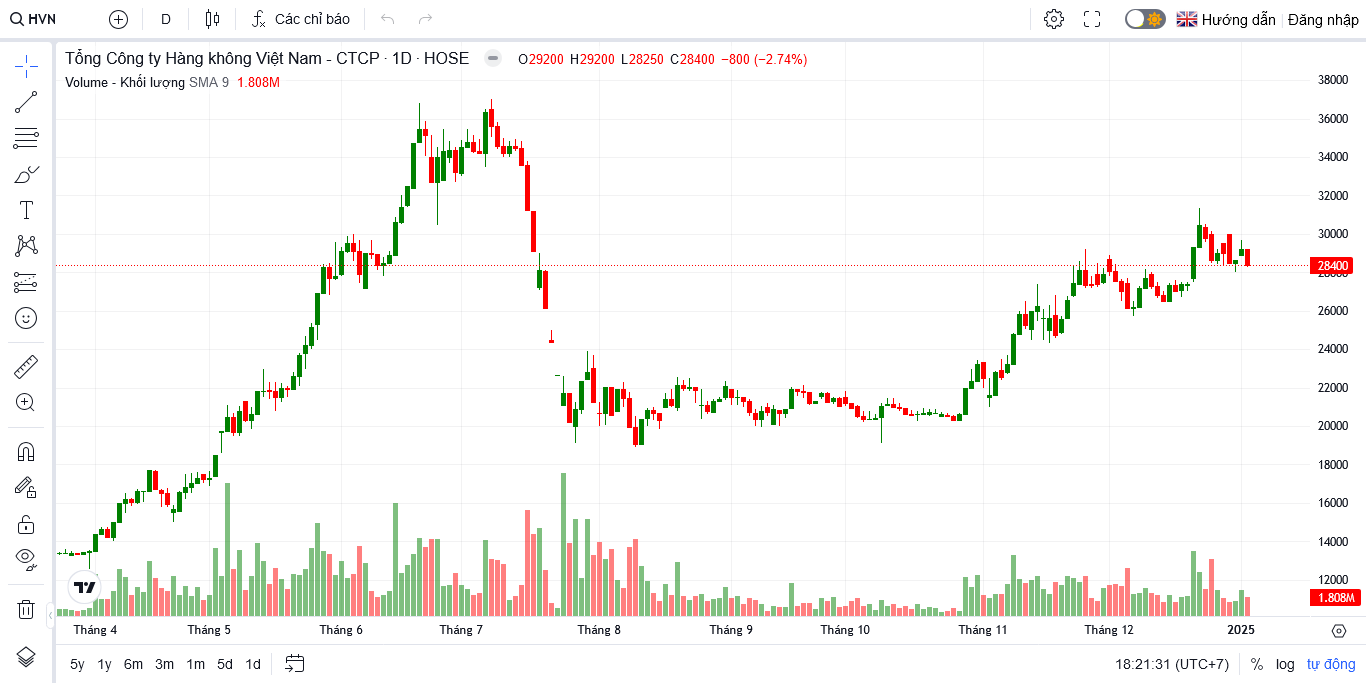 HVN D Các chỉ báo Hướng dẫn Đăng nhập
Tổng Công ty Hàng không Việt Nam - CTCP · 1D · HOSE O29200 H29200 L28250 C28400 −800 (−2.74%)
Volume - Khối lượng SMA 9 1.808M
38000
36000
34000
32000
30000
28400
28000
26000
24000
22000
20000
18000
16000
14000
12000
1.808M
Tháng 4 Tháng 5 Tháng 6 Tháng 7 Tháng 8 Tháng 9 Tháng 10 Tháng 11 Tháng 12 2025
5y 1y 6m 3m 1m 5d 1d 18:21:31 (UTC+7) % log tự động